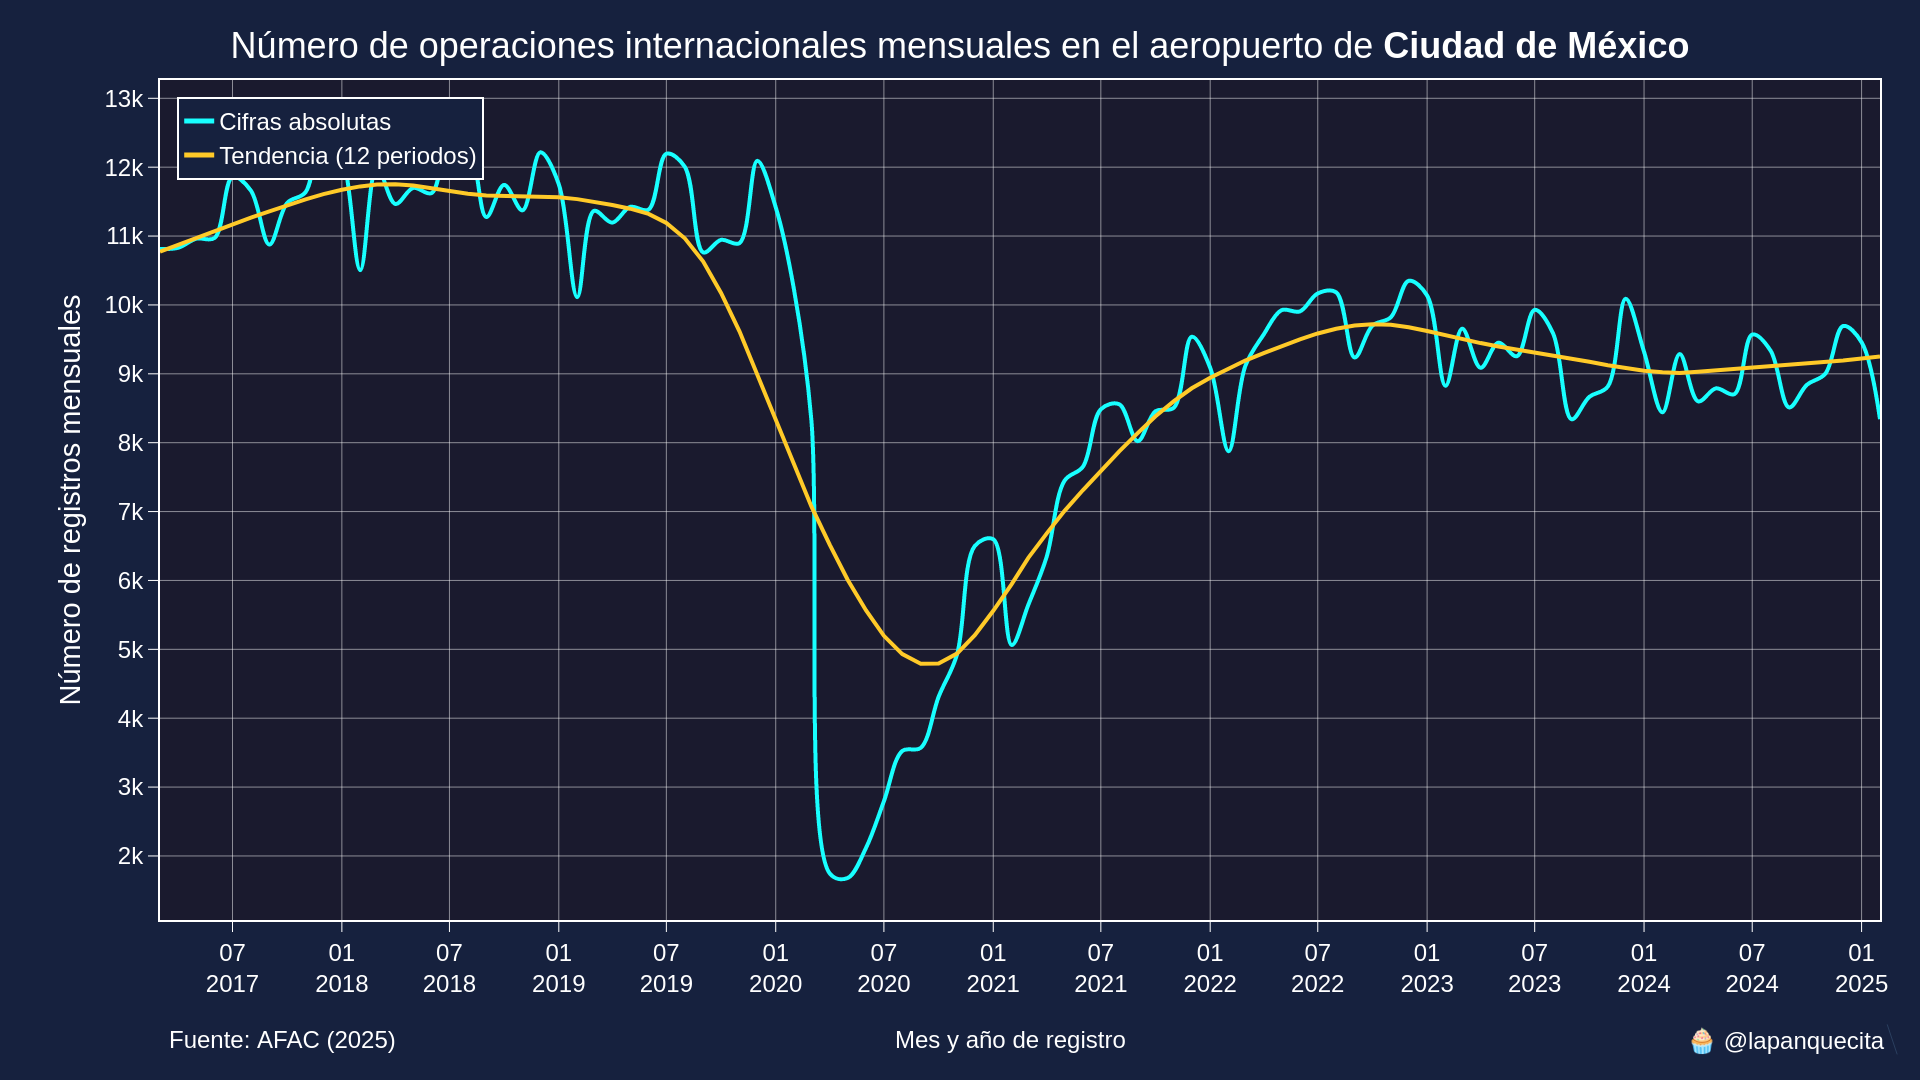 Número de operaciones internacionales mensuales en el aeropuerto de Ciudad de México
Cifras absolutas
Tendencia (12 periodos)
Número de registros mensuales
13k
12k
11k
10k
9k
8k
7k
6k
5k
4k
3k
2k
07 01 07 01 07 01 07 01 07 01 07 01 07 01 07 01
2017 2018 2018 2019 2019 2020 2020 2021 2021 2022 2022 2023 2023 2024 2024 2025
Fuente: AFAC (2025) Mes y año de registro 🧁 @lapanquecita